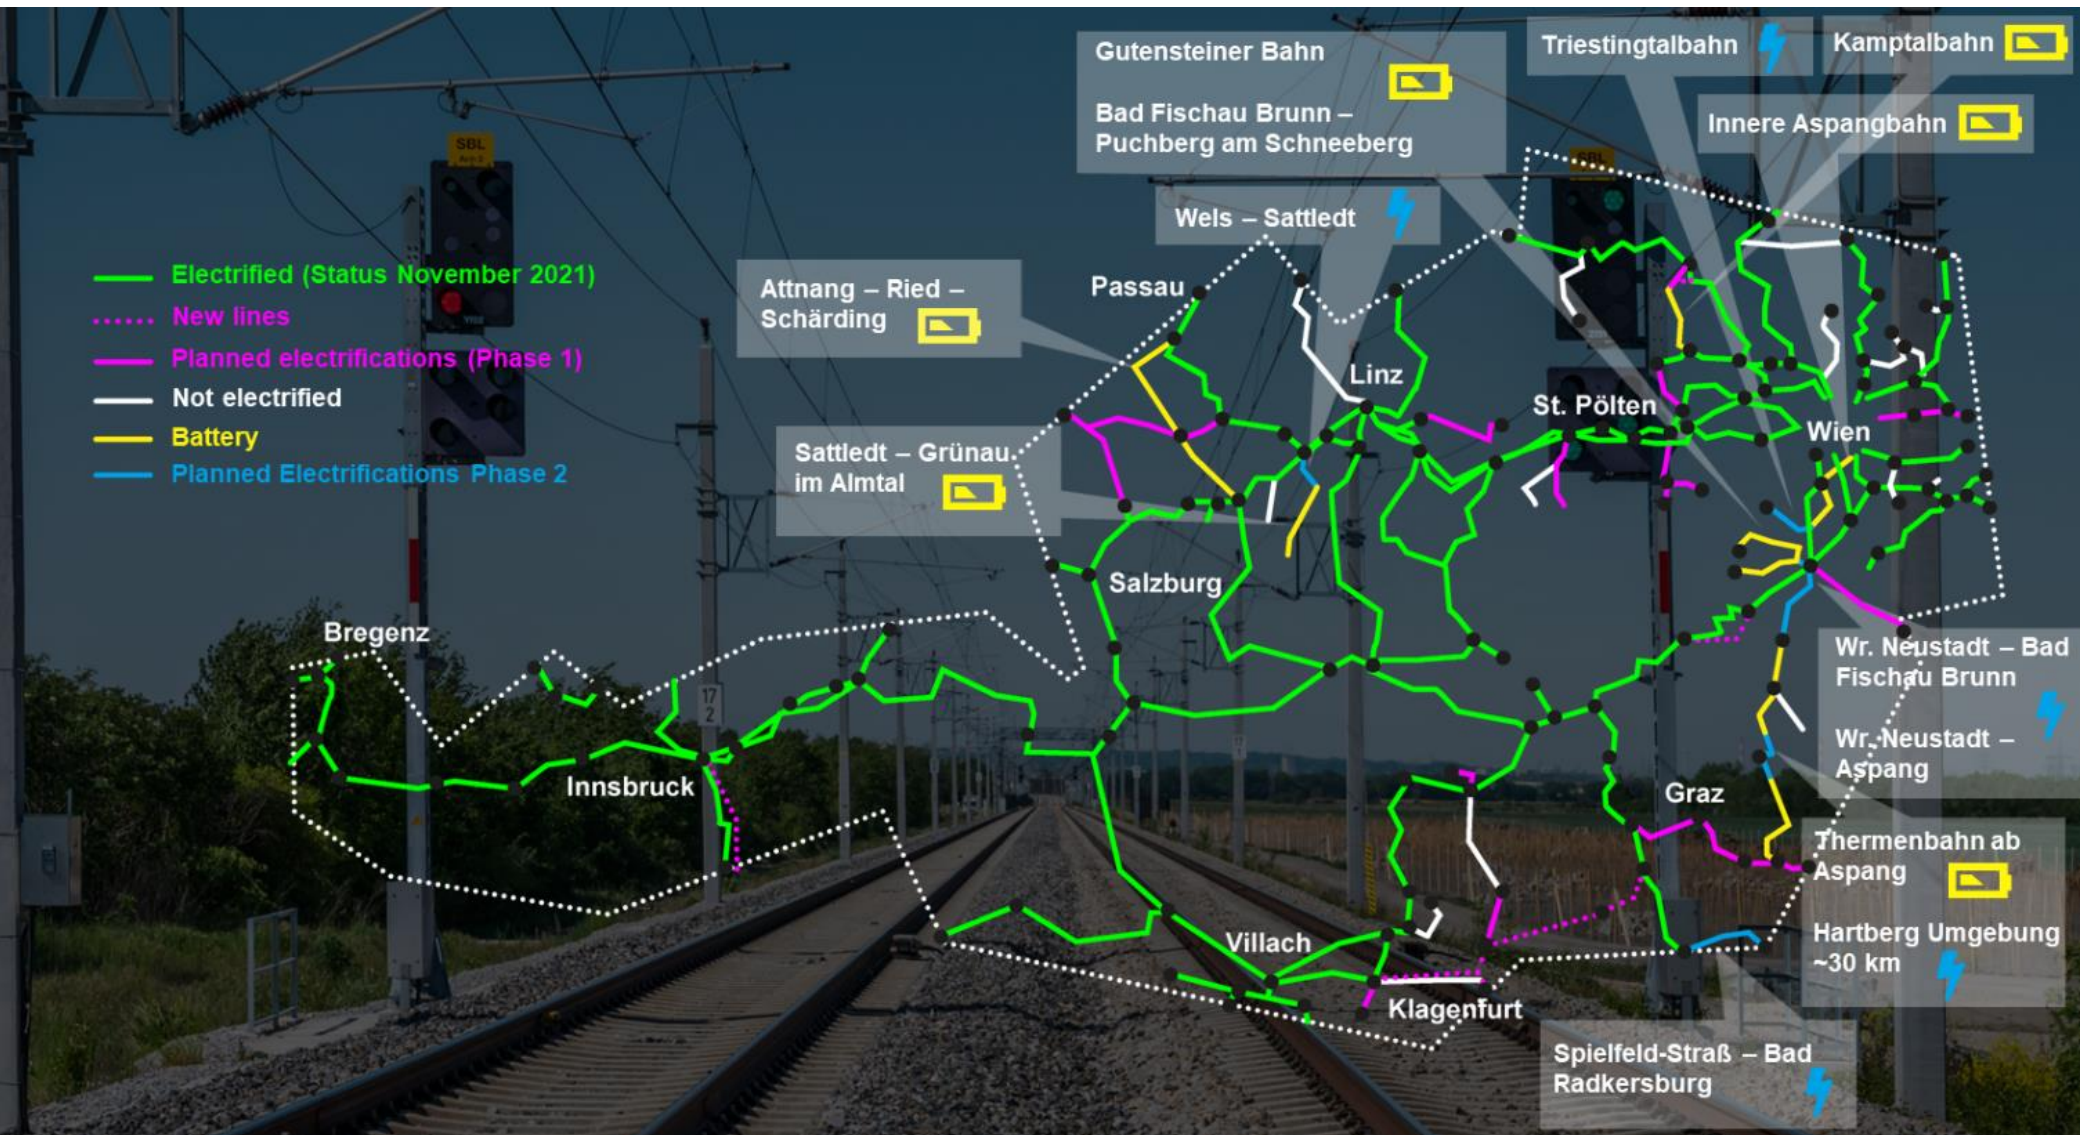 Gutensteiner Bahn
Bad Fischau Brunn –
Puchberg am Schneeberg
Triestingtalbahn
Kamptalbahn
Innere Aspangbahn
SBL
SBL
Wels – Sattledt
Electrified (Status November 2021)
New lines
Planned electrifications (Phase 1)
Not electrified
Battery
Planned Electrifications Phase 2
Attnang – Ried –
Schärding
Passau
Linz
St. Pölten
Wien
Sattledt – Grünau
im Almtal
Salzburg
Bregenz
Wr. Neustadt – Bad
Fischau Brunn
Wr. Neustadt –
Aspang
17
2
Innsbruck
Graz
Thermenbahn ab
Aspang
Hartberg Umgebung
~30 km
Villach
Klagenfurt
Spielfeld-Straß – Bad
Radkersburg